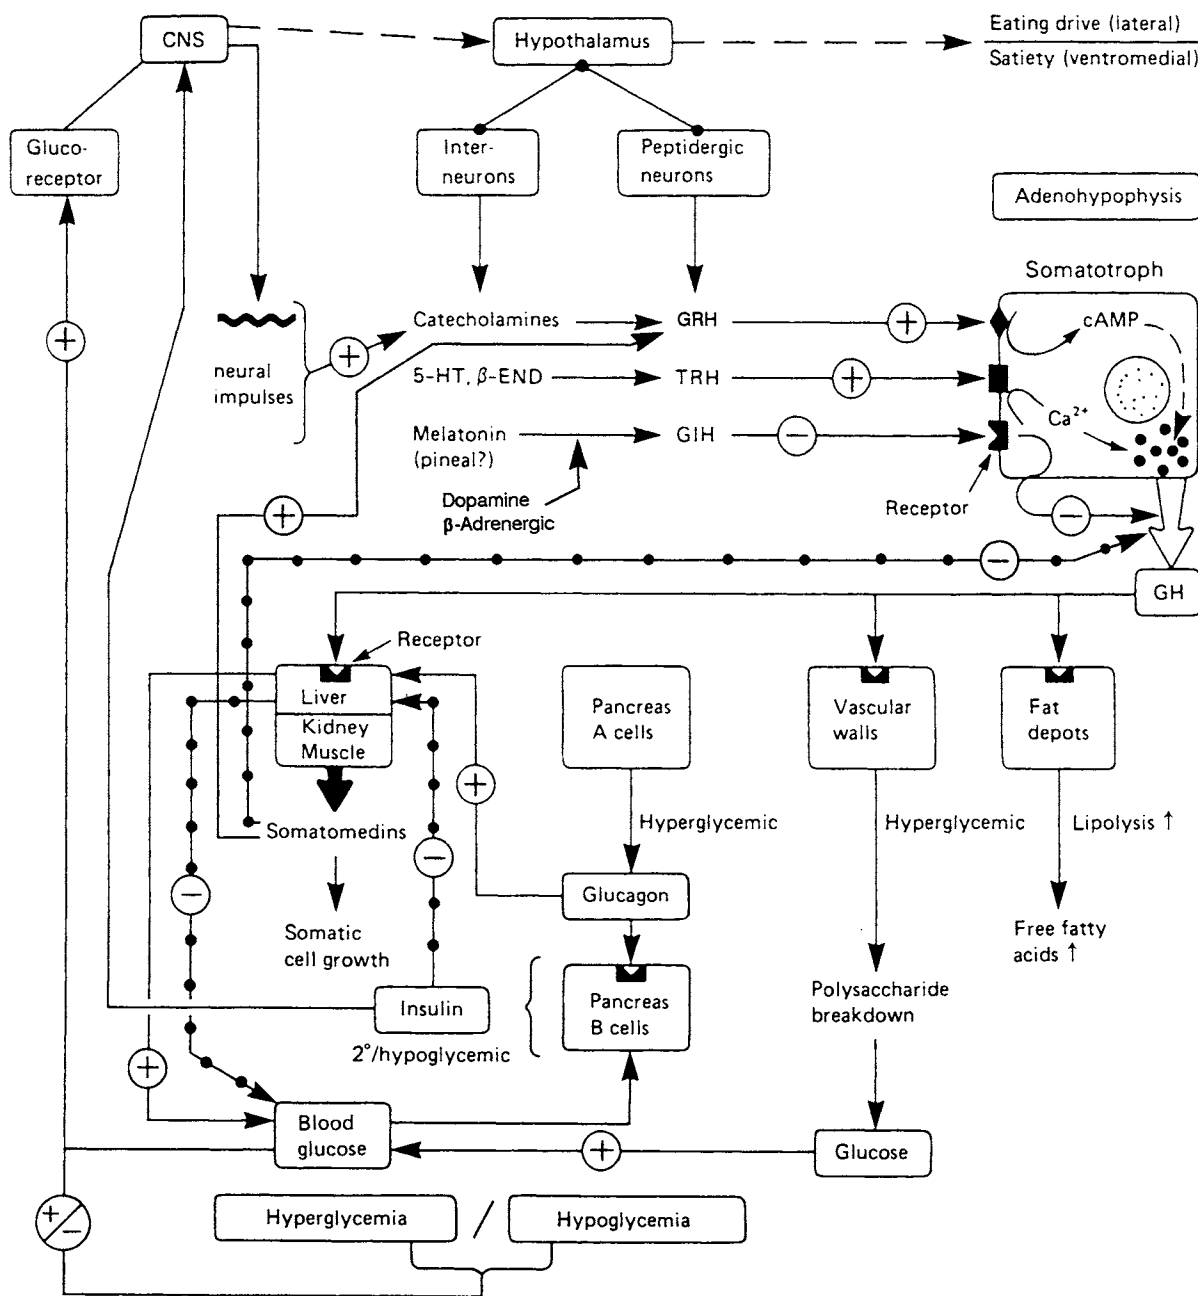 CNS
Hypothalamus
Eating drive (lateral)
Satiety (ventromedial)
Gluco-
receptor
Inter-
neurons
Peptidergic
neurons
Adenohypophysis
Somatotroph
neural
impulses
+
+
Catecholamines
GRH
+
cAMP
5-HT, β-END
TRH
+
Ca²⁺
Melatonin
(pineal?)
GIH
−
Dopamine
β-Adrenergic
Receptor
+
−
−
GH
Receptor
Liver
Kidney
Muscle
Pancreas
A cells
Vascular
walls
Fat
depots
+
Somatomedins
Hyperglycemic
Hyperglycemic
Lipolysis ↑
−
−
Glucagon
Somatic
cell growth
Free fatty
acids ↑
Insulin
Pancreas
B cells
Polysaccharide
breakdown
2°/hypoglycemic
+
Blood
glucose
+
Glucose
+/−
Hyperglycemia / Hypoglycemia